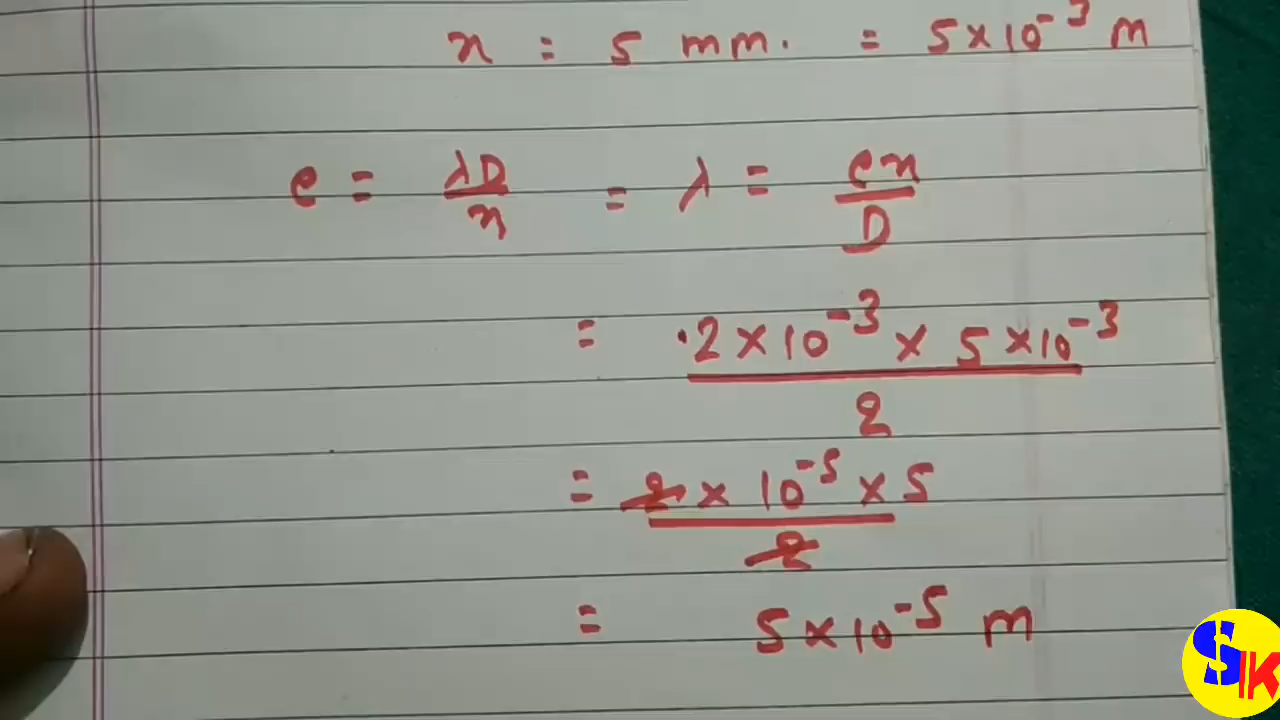 x = 5 mm. = 5×10⁻³ m
e = λD/x = λ = ex/D
= .2×10⁻³ × 5×10⁻³ / 2
= 2 × 10⁻⁵ × 5 / 2
= 5×10⁻⁵ m
SIK